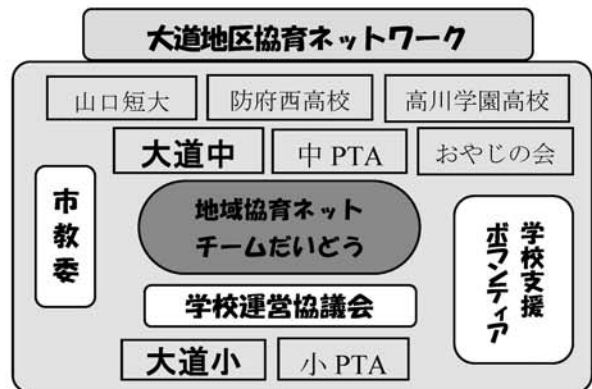 大道地区協育ネットワーク
山口短大
防府西高校
高川学園高校
大道中
中 PTA
おやじの会
市教委
地域協育ネット
チームだいどう
学校支援
ボランティア
学校運営協議会
大道小
小 PTA